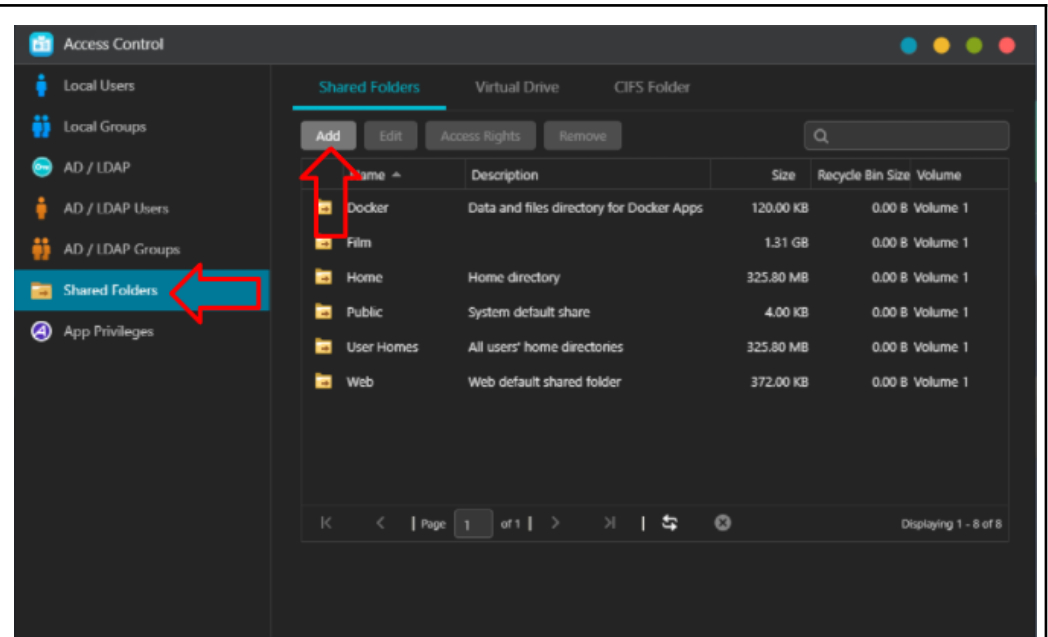 Access Control
Local Users
Local Groups
AD / LDAP
AD / LDAP Users
AD / LDAP Groups
Shared Folders
App Privileges
Shared Folders Virtual Drive CIFS Folder
Add Edit Access Rights Remove
Name Description Size Recycle Bin Size Volume
Docker Data and files directory for Docker Apps 120.00 KB 0.00 B Volume 1
Film 1.31 GB 0.00 B Volume 1
Home Home directory 325.80 MB 0.00 B Volume 1
Public System default share 4.00 KB 0.00 B Volume 1
User Homes All users' home directories 325.80 MB 0.00 B Volume 1
Web Web default shared folder 372.00 KB 0.00 B Volume 1
Page 1 of 1 Displaying 1 - 8 of 8